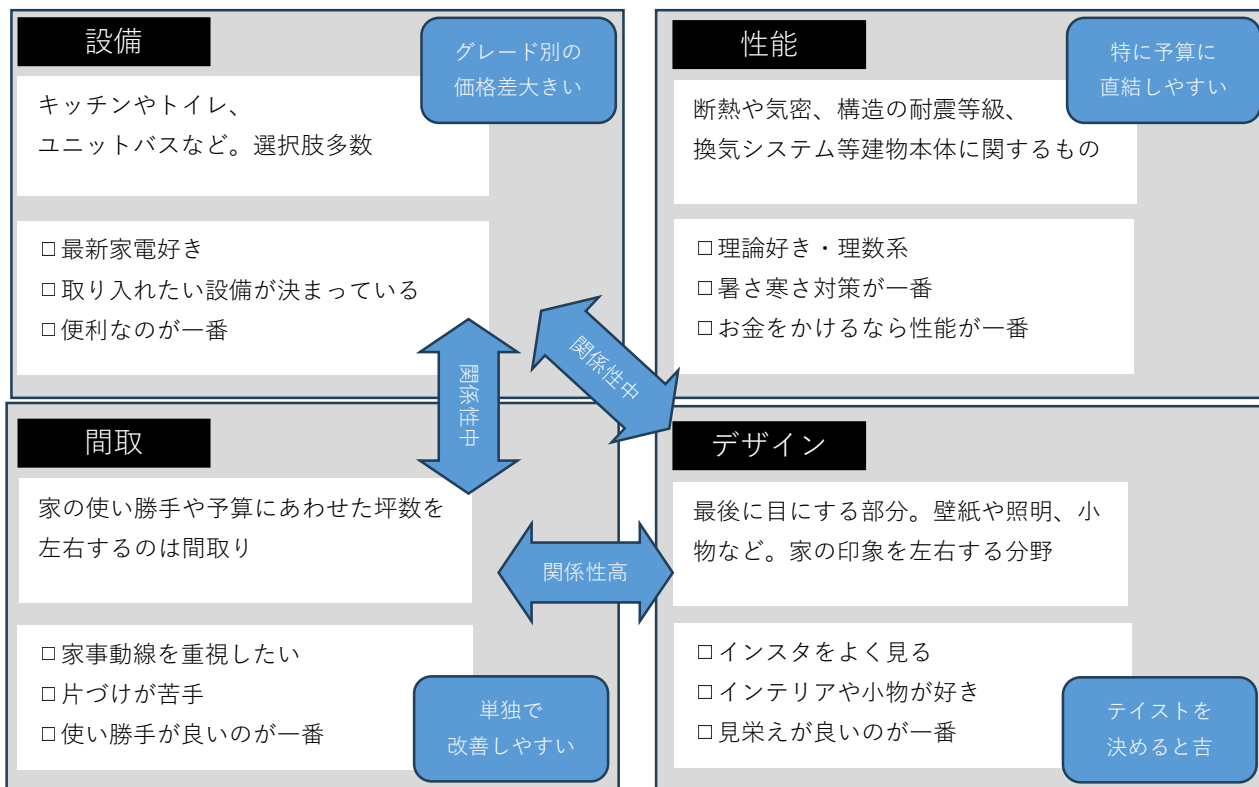 設備
グレード別の
価格差大きい
キッチンやトイレ、
ユニットバスなど。選択肢多数
□最新家電好き
□取り入れたい設備が決まっている
□便利なのが一番
性能
特に予算に
直結しやすい
断熱や気密、構造の耐震等級、
換気システム等建物本体に関するもの
□理論好き・理数系
□暑さ寒さ対策が一番
□お金をかけるなら性能が一番
関係性中
関係性中
間取
家の使い勝手や予算にあわせた坪数を
左右するのは間取り
□家事動線を重視したい
□片づけが苦手
□使い勝手が良いのが一番
単独で
改善しやすい
関係性高
デザイン
最後に目にする部分。壁紙や照明、小
物など。家の印象を左右する分野
□インスタをよく見る
□インテリアや小物が好き
□見栄えが良いのが一番
テイストを
決めると吉